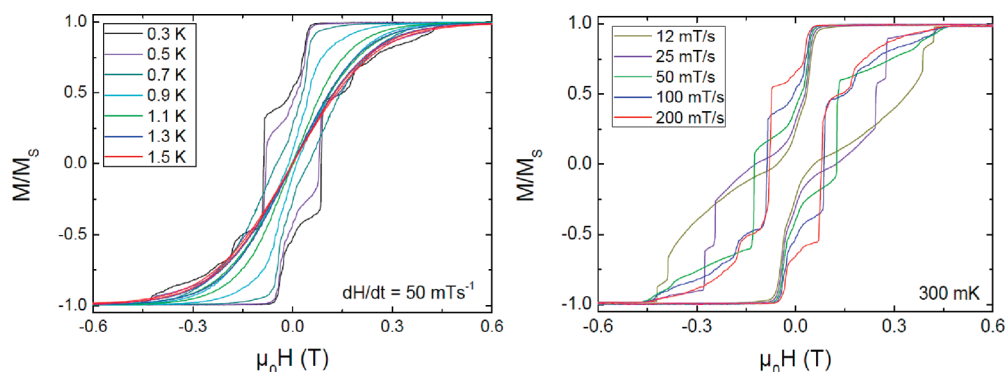 1.0
0.5
0.0
-0.5
-1.0
M/M_S
0.3 K
0.5 K
0.7 K
0.9 K
1.1 K
1.3 K
1.5 K
dH/dt = 50 mTs⁻¹
-0.6 -0.3 0.0 0.3 0.6
μ₀H (T)
1.0
0.5
0.0
-0.5
-1.0
M/M_S
12 mT/s
25 mT/s
50 mT/s
100 mT/s
200 mT/s
300 mK
-0.6 -0.3 0.0 0.3 0.6
μ₀H (T)